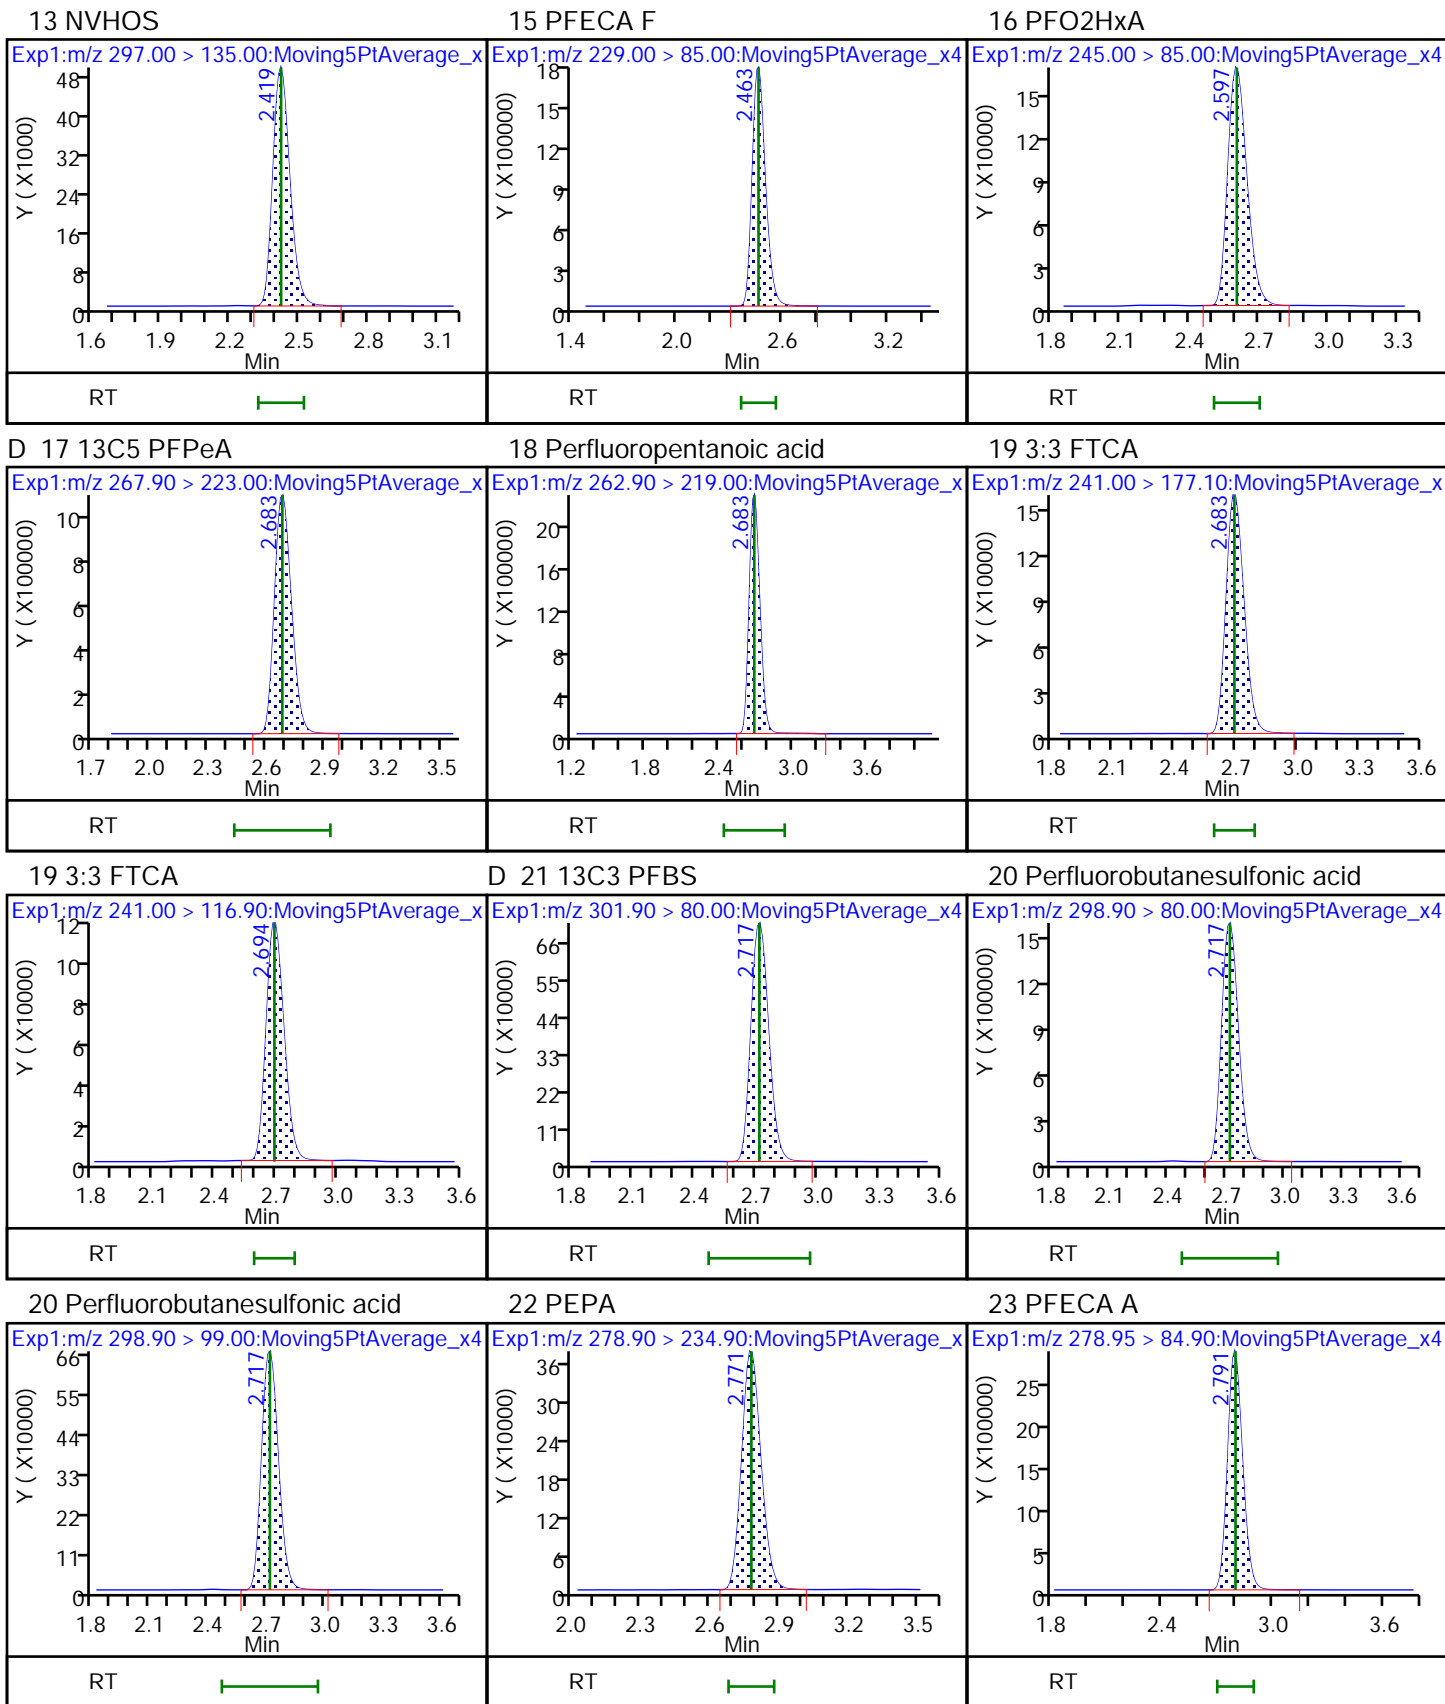 13 NVHOS
Exp1:m/z 297.00 > 135.00:Moving5PtAverage_x
2.419
Y ( X10000)
48
40
32
24
16
8
0
1.6 1.9 2.2 2.5 2.8 3.1
Min
RT
15 PFECA F
Exp1:m/z 229.00 > 85.00:Moving5PtAverage_x4
2.463
Y ( X100000)
18
15
12
9
6
3
0
1.4 2.0 2.6 3.2
Min
RT
16 PFO2HxA
Exp1:m/z 245.00 > 85.00:Moving5PtAverage_x4
2.597
Y ( X10000)
15
12
9
6
3
0
1.8 2.1 2.4 2.7 3.0 3.3
Min
RT
D 17 13C5 PFPeA
Exp1:m/z 267.90 > 223.00:Moving5PtAverage_x
2.683
Y ( X100000)
10
8
6
4
2
0
1.7 2.0 2.3 2.6 2.9 3.2 3.5
Min
RT
18 Perfluoropentanoic acid
Exp1:m/z 262.90 > 219.00:Moving5PtAverage_x
2.683
Y ( X100000)
20
16
12
8
4
0
1.2 1.8 2.4 3.0 3.6
Min
RT
19 3:3 FTCA
Exp1:m/z 241.00 > 177.10:Moving5PtAverage_x
2.683
Y ( X10000)
15
12
9
6
3
0
1.8 2.1 2.4 2.7 3.0 3.3 3.6
Min
RT
19 3:3 FTCA
Exp1:m/z 241.00 > 116.90:Moving5PtAverage_x
2.694
Y ( X10000)
12
10
8
6
4
2
0
1.8 2.1 2.4 2.7 3.0 3.3 3.6
Min
RT
D 21 13C3 PFBS
Exp1:m/z 301.90 > 80.00:Moving5PtAverage_x4
2.717
Y ( X10000)
66
55
44
33
22
11
0
1.8 2.1 2.4 2.7 3.0 3.3 3.6
Min
RT
20 Perfluorobutanesulfonic acid
Exp1:m/z 298.90 > 80.00:Moving5PtAverage_x4
2.717
Y ( X100000)
15
12
9
6
3
0
1.8 2.1 2.4 2.7 3.0 3.3 3.6
Min
RT
20 Perfluorobutanesulfonic acid
Exp1:m/z 298.90 > 99.00:Moving5PtAverage_x4
2.717
Y ( X10000)
66
55
44
33
22
11
0
1.8 2.1 2.4 2.7 3.0 3.3 3.6
Min
RT
22 PEPA
Exp1:m/z 278.90 > 234.90:Moving5PtAverage_x
2.771
Y ( X10000)
36
30
24
18
12
6
0
2.0 2.3 2.6 2.9 3.2 3.5
Min
RT
23 PFECA A
Exp1:m/z 278.95 > 84.90:Moving5PtAverage_x4
2.791
Y ( X100000)
25
20
15
10
5
0
1.8 2.4 3.0 3.6
Min
RT